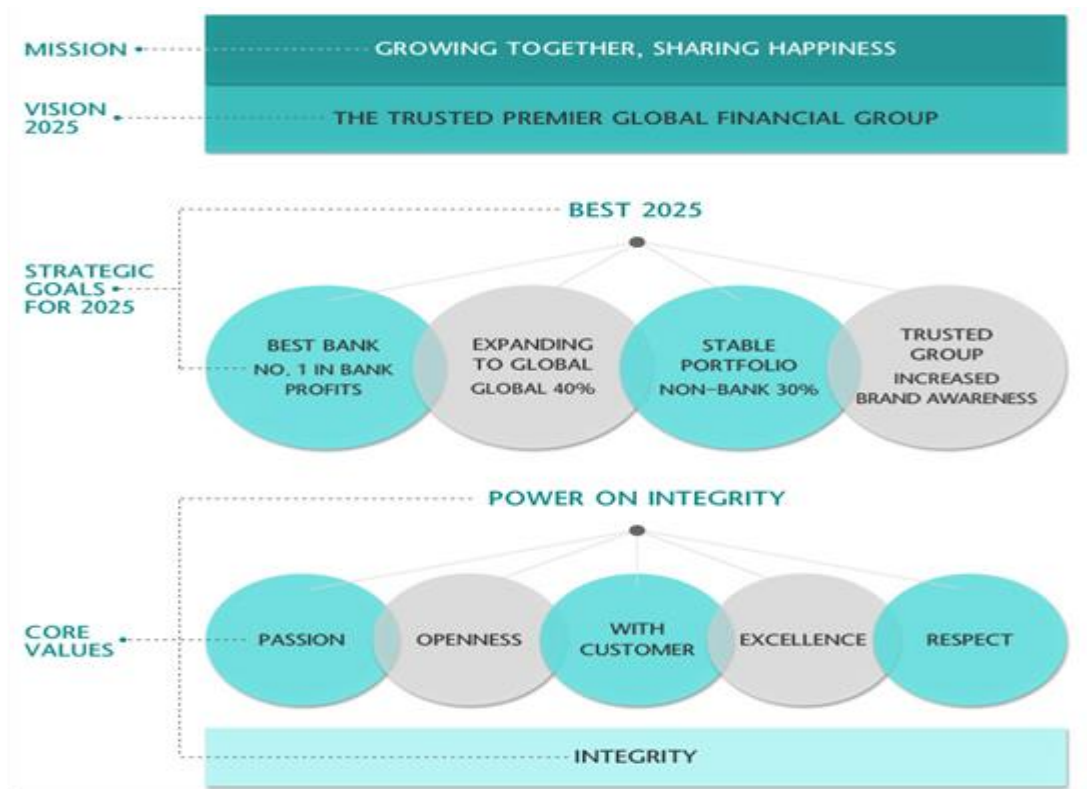 MISSION
GROWING TOGETHER, SHARING HAPPINESS
VISION
2025
THE TRUSTED PREMIER GLOBAL FINANCIAL GROUP
BEST 2025
STRATEGIC
GOALS
FOR 2025
BEST BANK
NO. 1 IN BANK
PROFITS
EXPANDING
TO GLOBAL
GLOBAL 40%
STABLE
PORTFOLIO
NON-BANK 30%
TRUSTED
GROUP
INCREASED
BRAND AWARENESS
POWER ON INTEGRITY
CORE
VALUES
PASSION
OPENNESS
WITH
CUSTOMER
EXCELLENCE
RESPECT
INTEGRITY